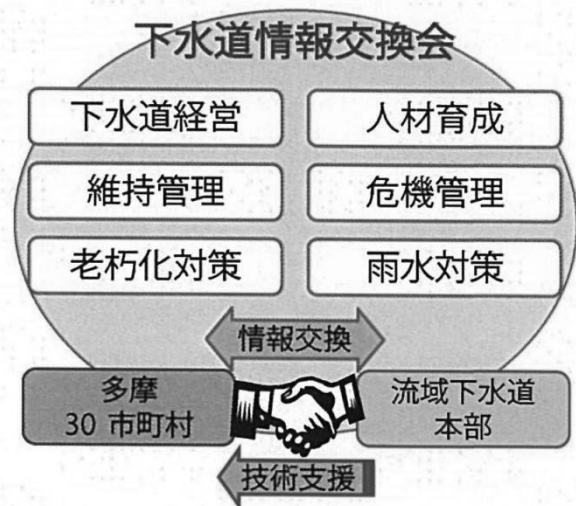 下水道情報交換会
下水道経営
人材育成
維持管理
危機管理
老朽化対策
雨水対策
情報交換
多摩
30 市町村
流域下水道
本部
技術支援